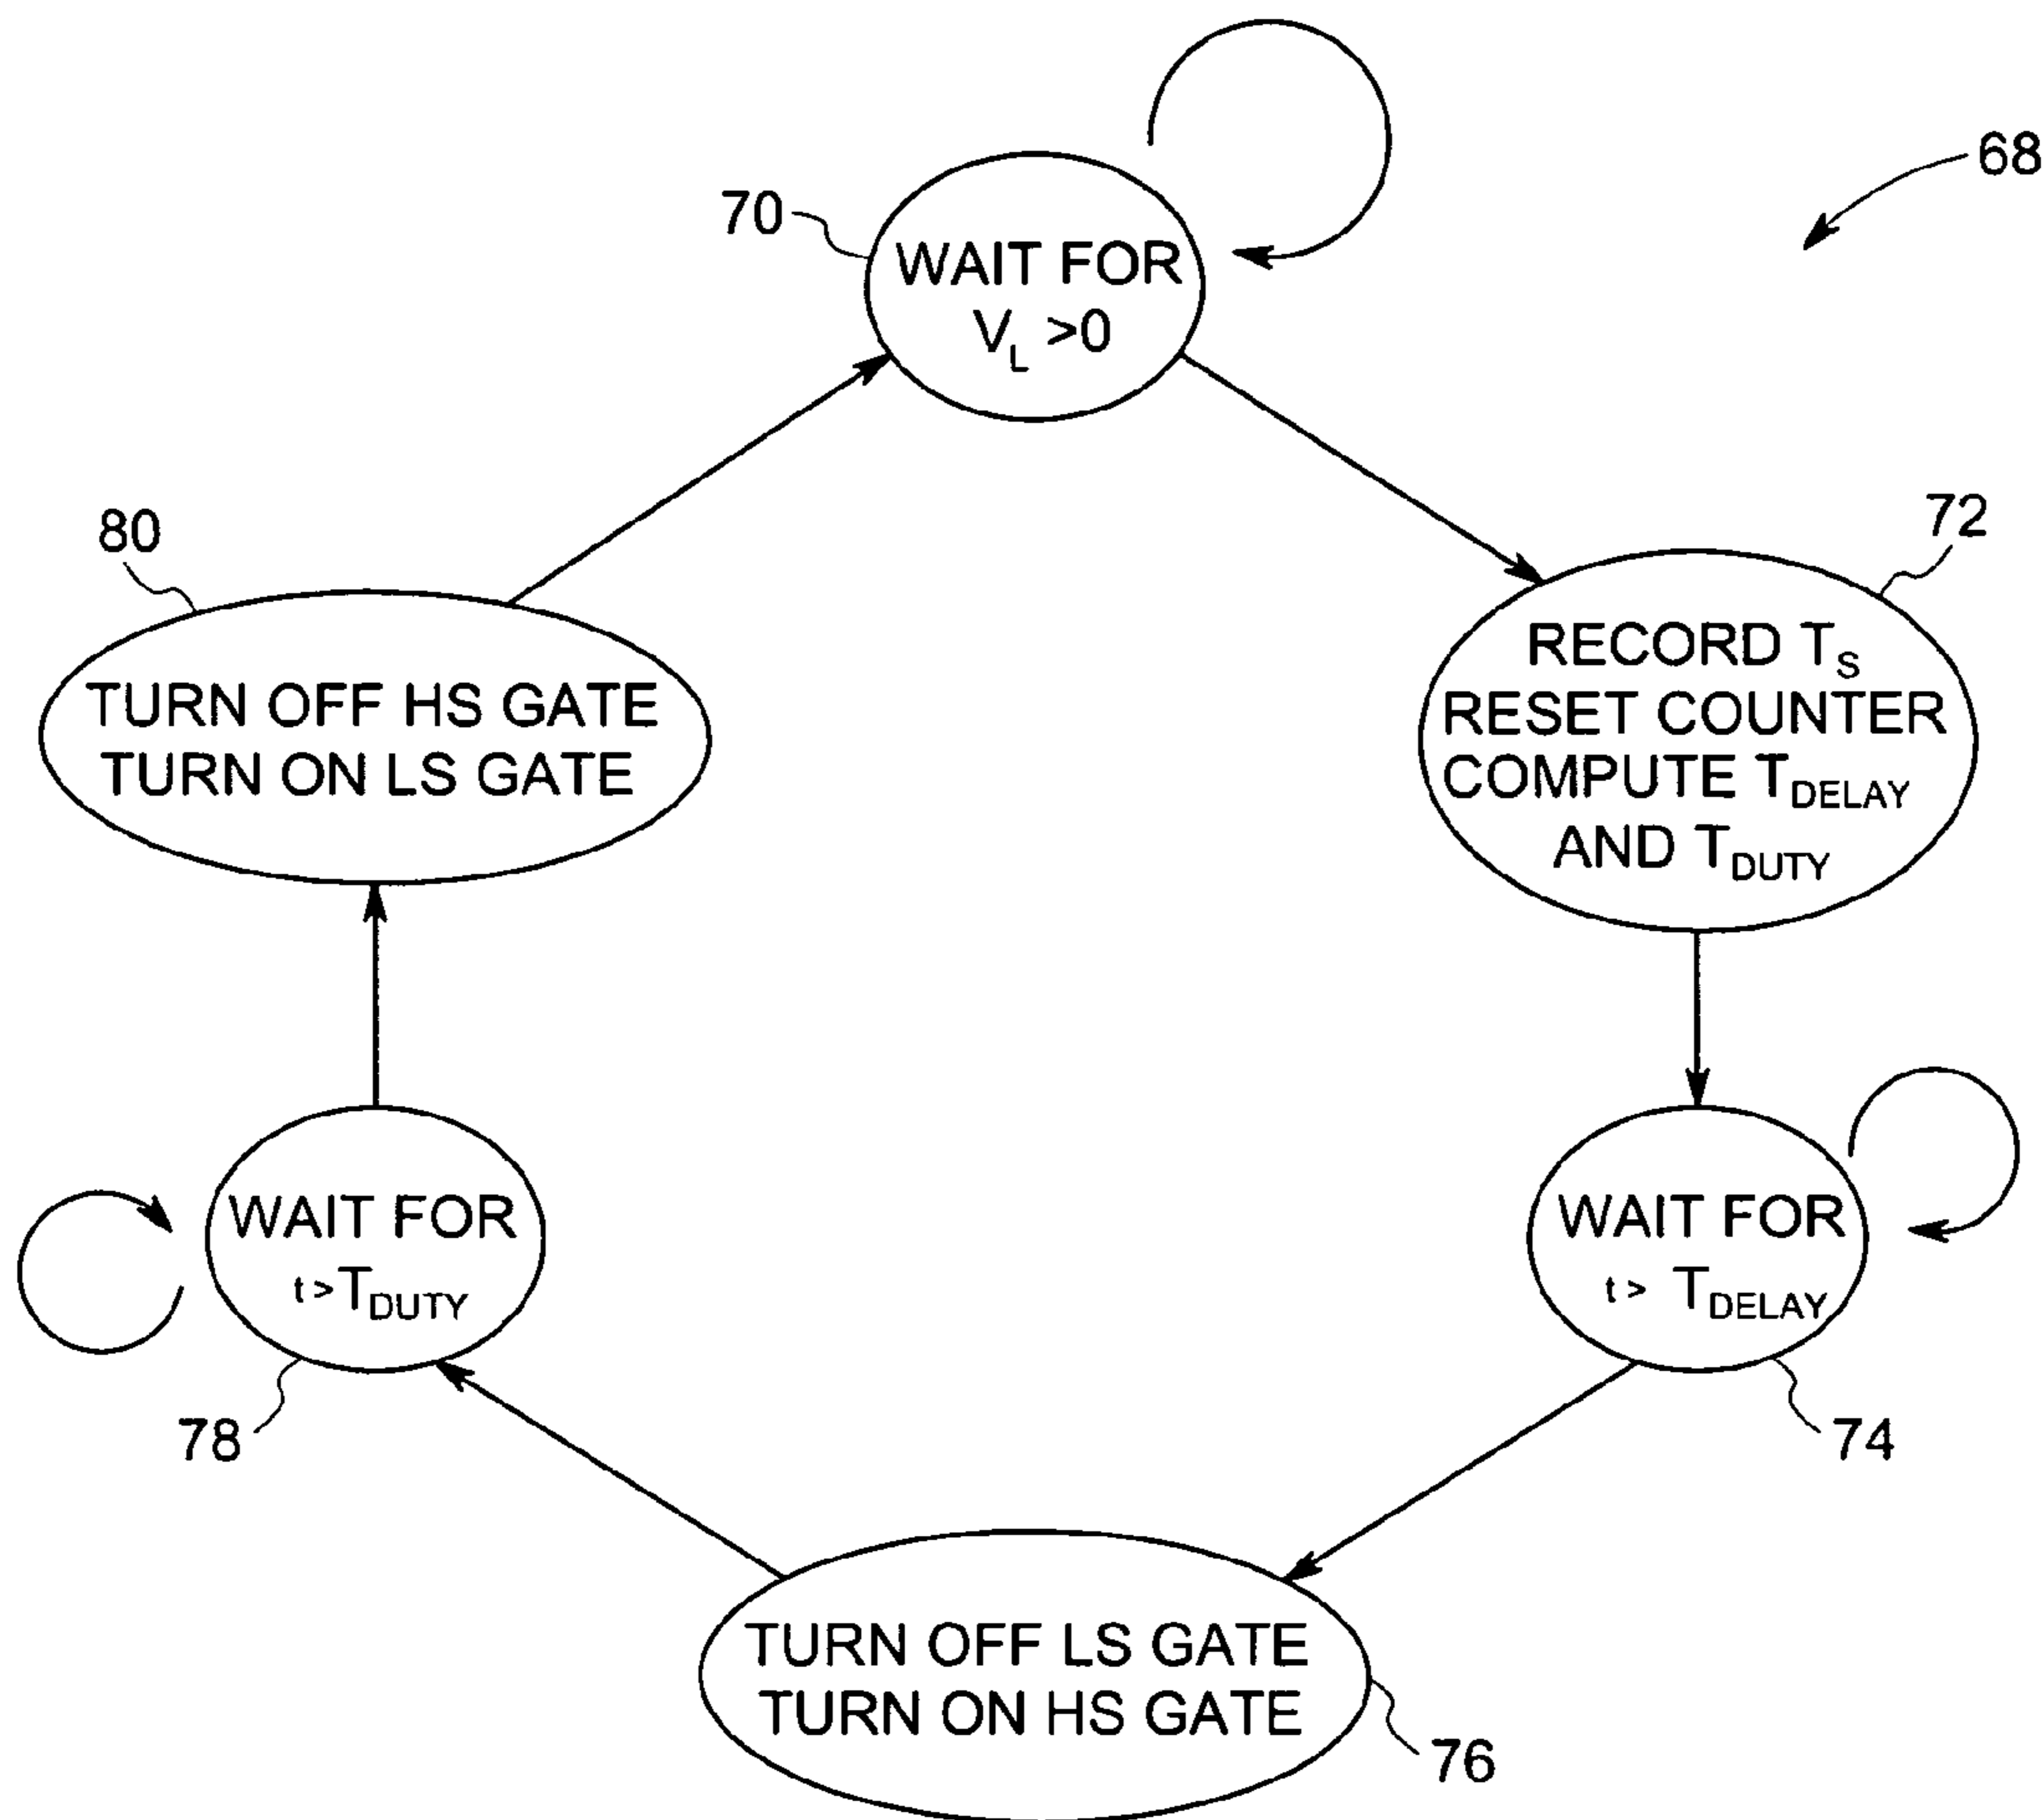 68
70
WAIT FOR
V_L >0
72
RECORD T_S
RESET COUNTER
COMPUTE T_DELAY
AND T_DUTY
80
TURN OFF HS GATE
TURN ON LS GATE
WAIT FOR
t > T_DELAY
74
WAIT FOR
t > T_DUTY
78
TURN OFF LS GATE
TURN ON HS GATE
76